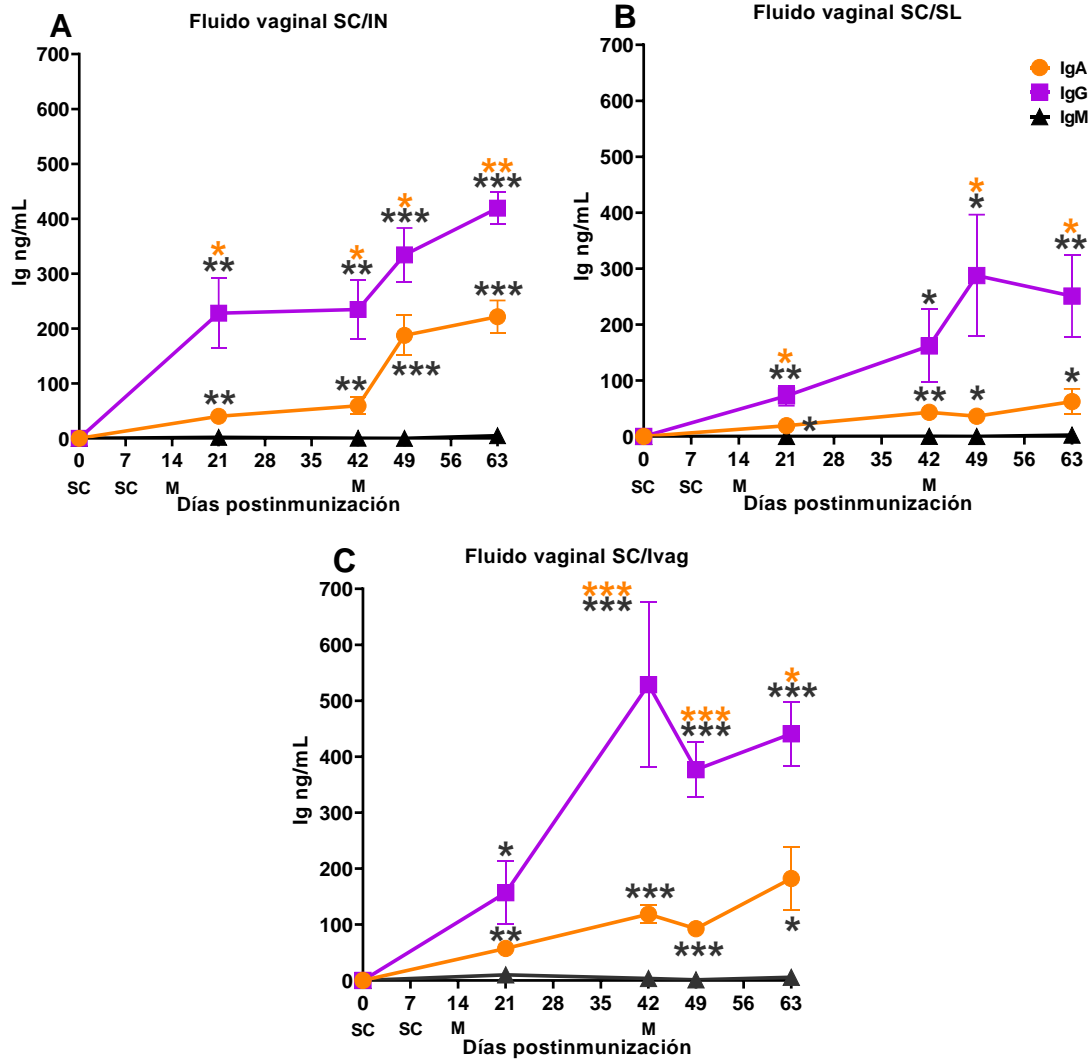 A
Fluido vaginal SC/IN
700
600
500
400
300
200
100
0
Ig ng/mL
** 
***
*
***
*
**
*
**
***
***
**
**
0 7 14 21 28 35 42 49 56 63
SC SC M M
Días postinmunización
B
Fluido vaginal SC/SL
700
600
500
400
300
200
100
0
Ig ng/mL
IgA
IgG
IgM
*
*
*
**
*
*
**
*
**
*
*
0 7 14 21 28 35 42 49 56 63
SC SC M M
Días postinmunización
C
Fluido vaginal SC/Ivag
700
600
500
400
300
200
100
0
Ig ng/mL
***
***
*
***
***
***
*
***
**
***
*
0 7 14 21 28 35 42 49 56 63
SC SC M M
Días postinmunización